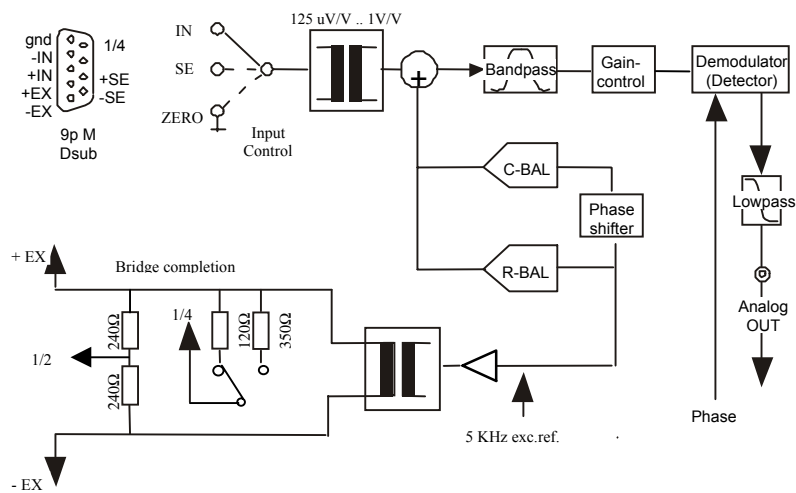 gnd
-IN
+IN
+EX
-EX
1/4
+SE
-SE
9p M
Dsub
IN
SE
ZERO
Input
Control
125 uV/V .. 1V/V
+
Bandpass
Gain-
control
Demodulator
(Detector)
C-BAL
Phase
shifter
R-BAL
Lowpass
Analog
OUT
Phase
+ EX
Bridge completion
1/4
240Ω
120Ω
350Ω
1/2
240Ω
5 KHz exc.ref.
- EX